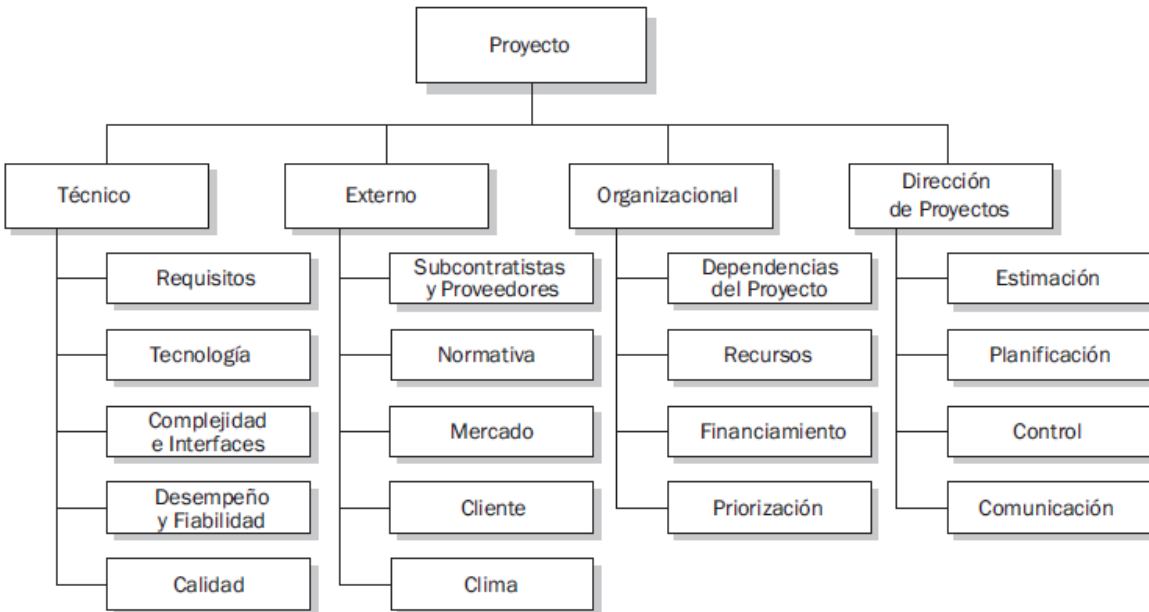 Proyecto
Técnico
Externo
Organizacional
Dirección
de Proyectos
Requisitos
Subcontratistas
y Proveedores
Dependencias
del Proyecto
Estimación
Tecnología
Normativa
Recursos
Planificación
Complejidad
e Interfaces
Mercado
Financiamiento
Control
Desempeño
y Fiabilidad
Cliente
Priorización
Comunicación
Calidad
Clima